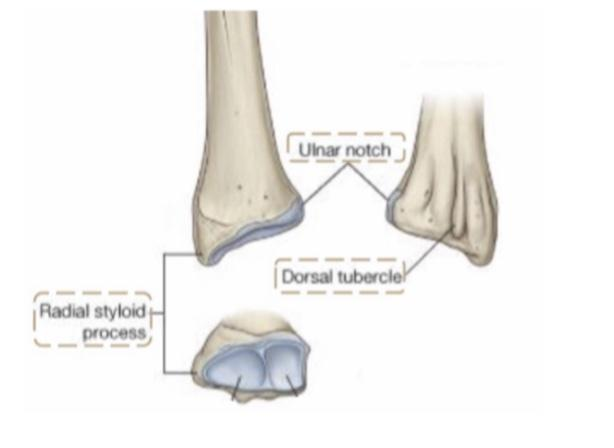 Ulnar notch
Dorsal tubercle
Radial styloid
process